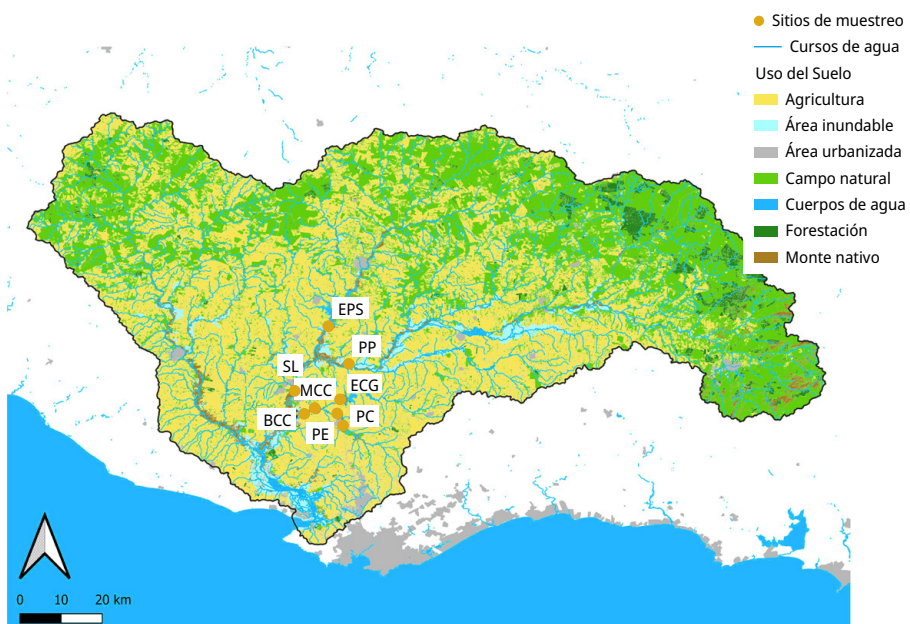 Sitios de muestreo
Cursos de agua
Uso del Suelo
Agricultura
Área inundable
Área urbanizada
Campo natural
Cuerpos de agua
Forestación
Monte nativo
EPS
PP
SL
MCC
ECG
BCC
PC
PE
0 10 20 km